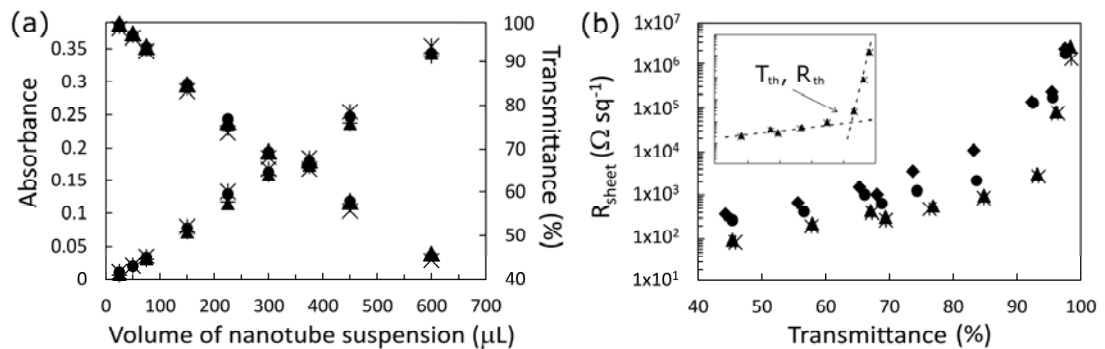 (a)
Absorbance
0.35
0.3
0.25
0.2
0.15
0.1
0.05
0
0 100 200 300 400 500 600 700
Volume of nanotube suspension (μL)
100
90
80
70
60
50
40
Transmittance (%)
(b)
R_sheet (Ω sq⁻¹)
1x10⁷
1x10⁶
1x10⁵
1x10⁴
1x10³
1x10²
1x10¹
T_th, R_th
40 50 60 70 80 90 100
Transmittance (%)